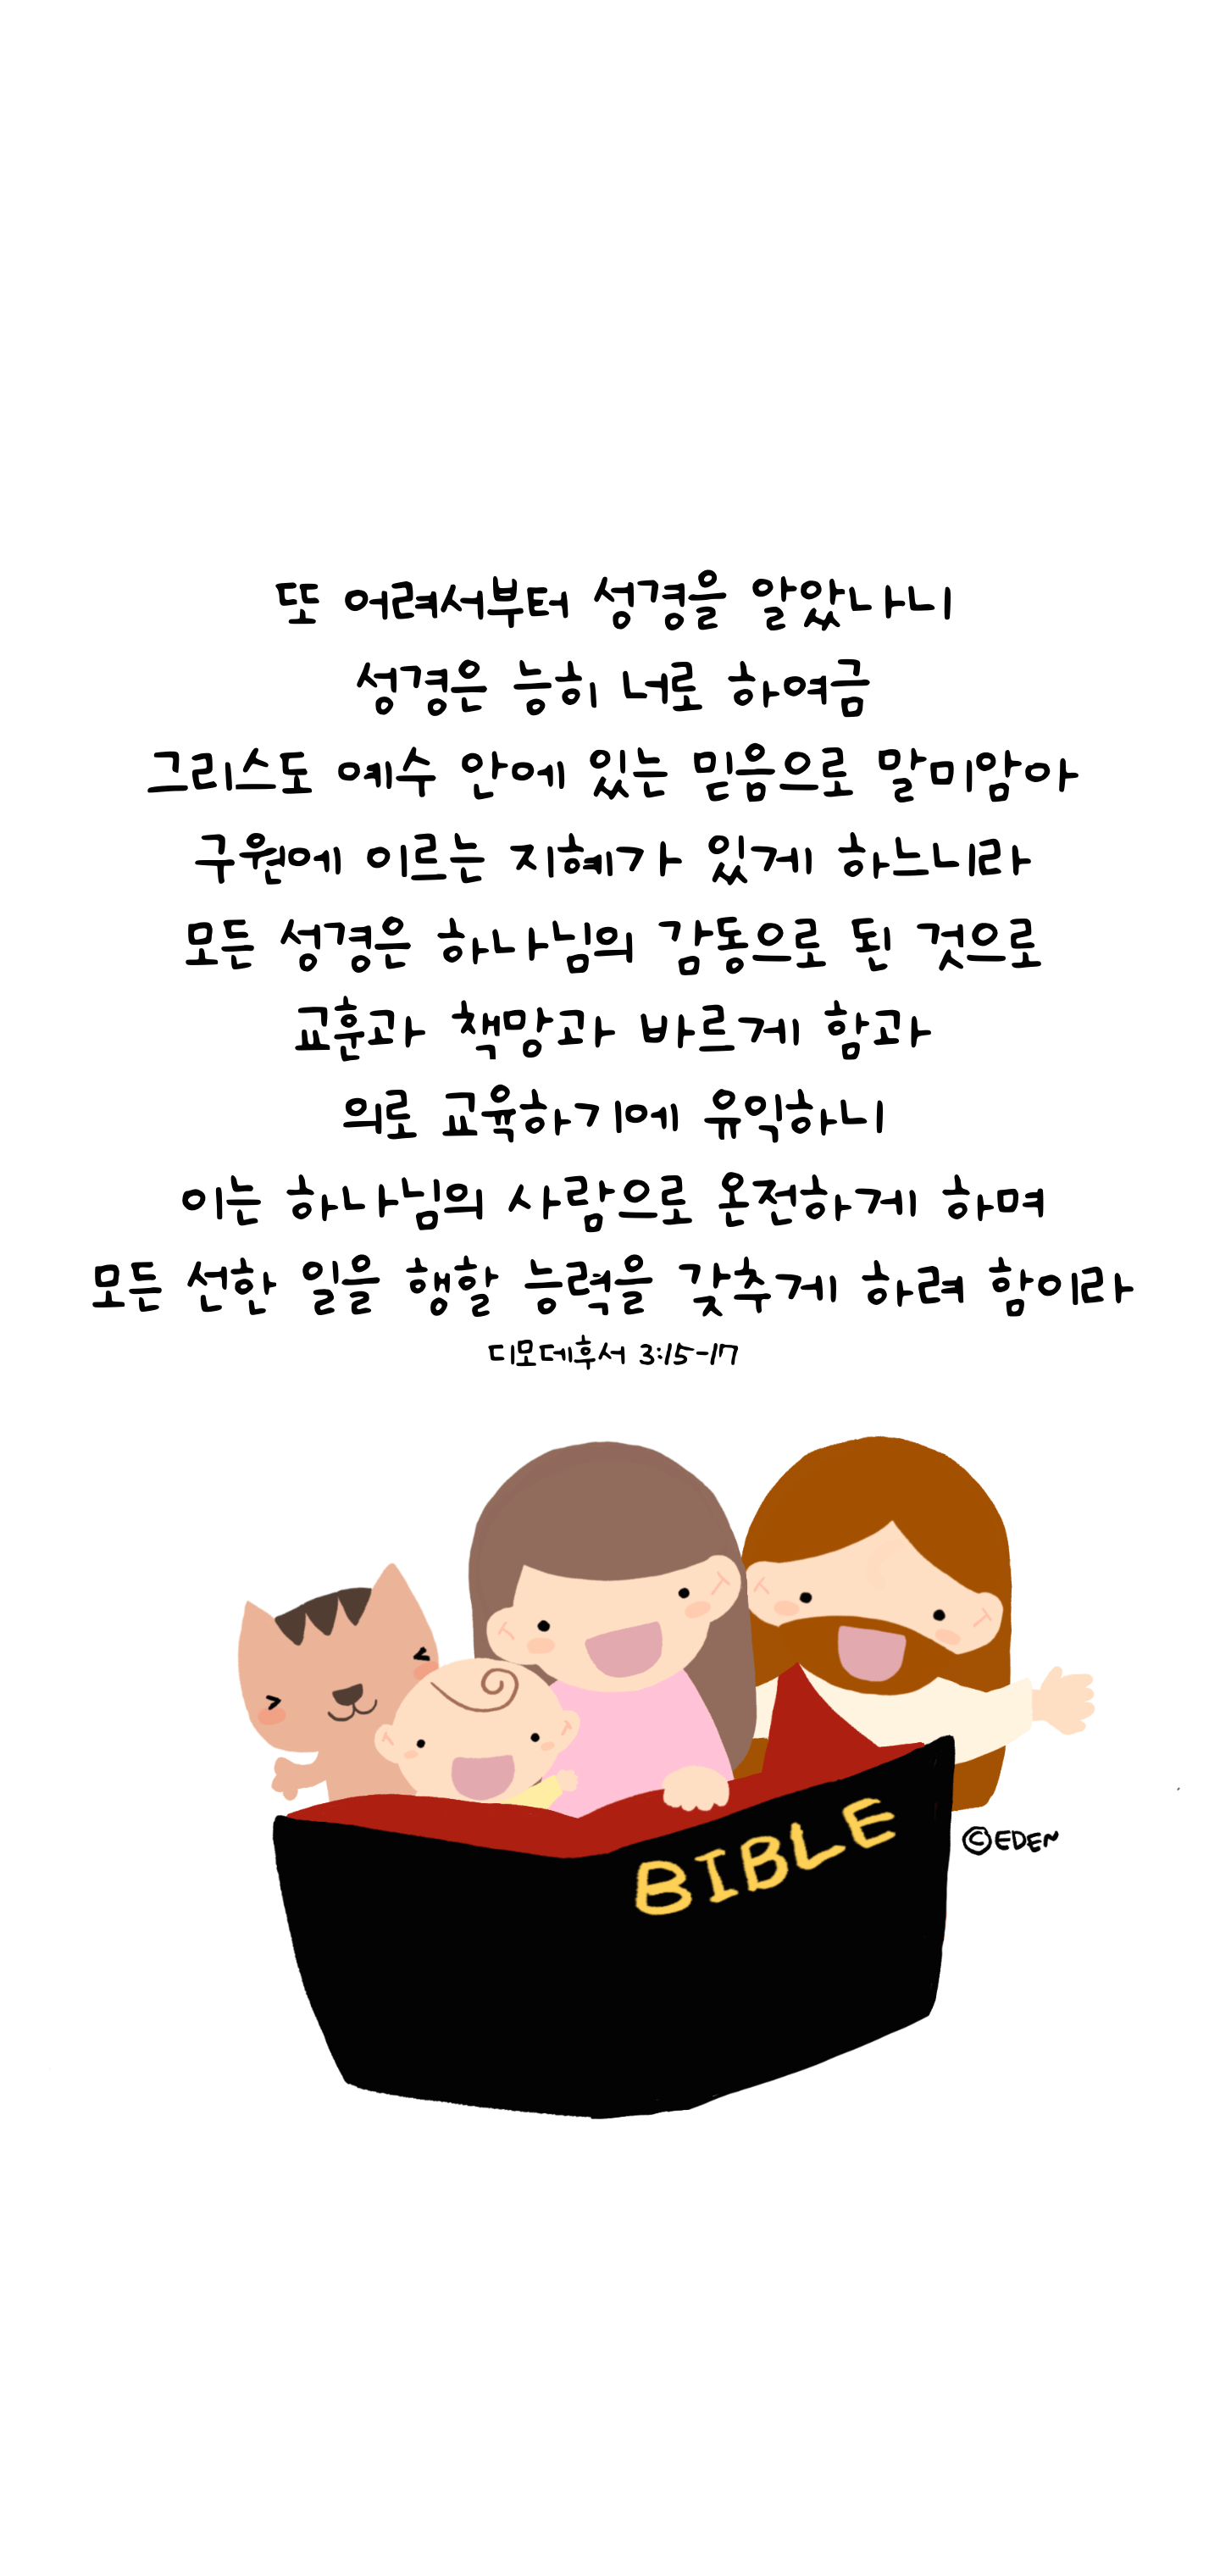 또 어려서부터 성경을 알았나니
성경은 능히 너로 하여금
그리스도 예수 안에 있는 믿음으로 말미암아
구원에 이르는 지혜가 있게 하느니라
모든 성경은 하나님의 감동으로 된 것으로
교훈과 책망과 바르게 함과
의로 교육하기에 유익하니
이는 하나님의 사람으로 온전하게 하며
모든 선한 일을 행할 능력을 갖추게 하려 함이라
디모데후서 3:15-17
BIBLE
©EDEN